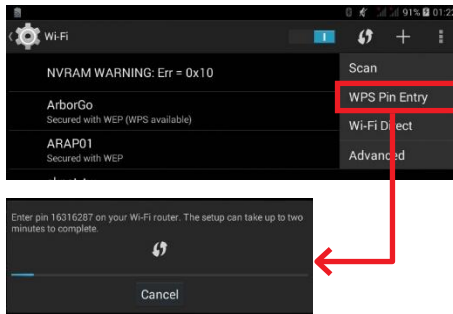 91% 01:22
Wi-Fi
NVRAM WARNING: Err = 0x10
Scan
ArborGo
Secured with WEP (WPS available)
WPS Pin Entry
Wi-Fi Direct
ARAP01
Secured with WEP
Advanced
Enter pin 16316287 on your Wi-Fi router. The setup can take up to two
minutes to complete.
Cancel